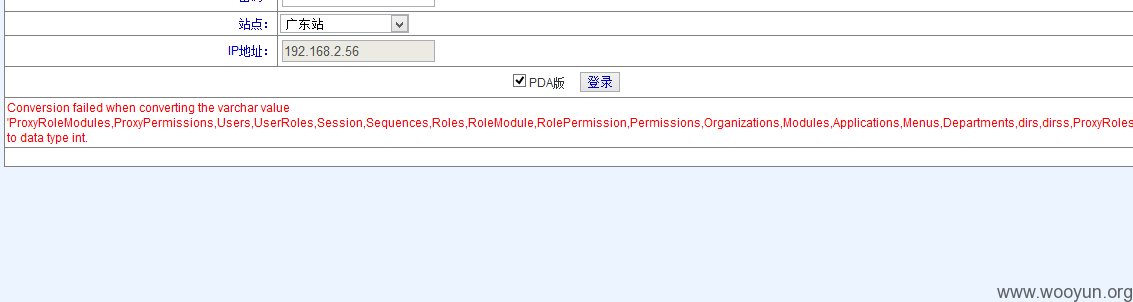 站点：
广东站
IP地址：
192.168.2.56
PDA版
登录
Conversion failed when converting the varchar value
'ProxyRoleModules,ProxyPermissions,Users,UserRoles,Session,Sequences,Roles,RoleModule,RolePermission,Permissions,Organizations,Modules,Applications,Menus,Departments,dirs,dirss,ProxyRoles
to data type int.
www.wooyun.org